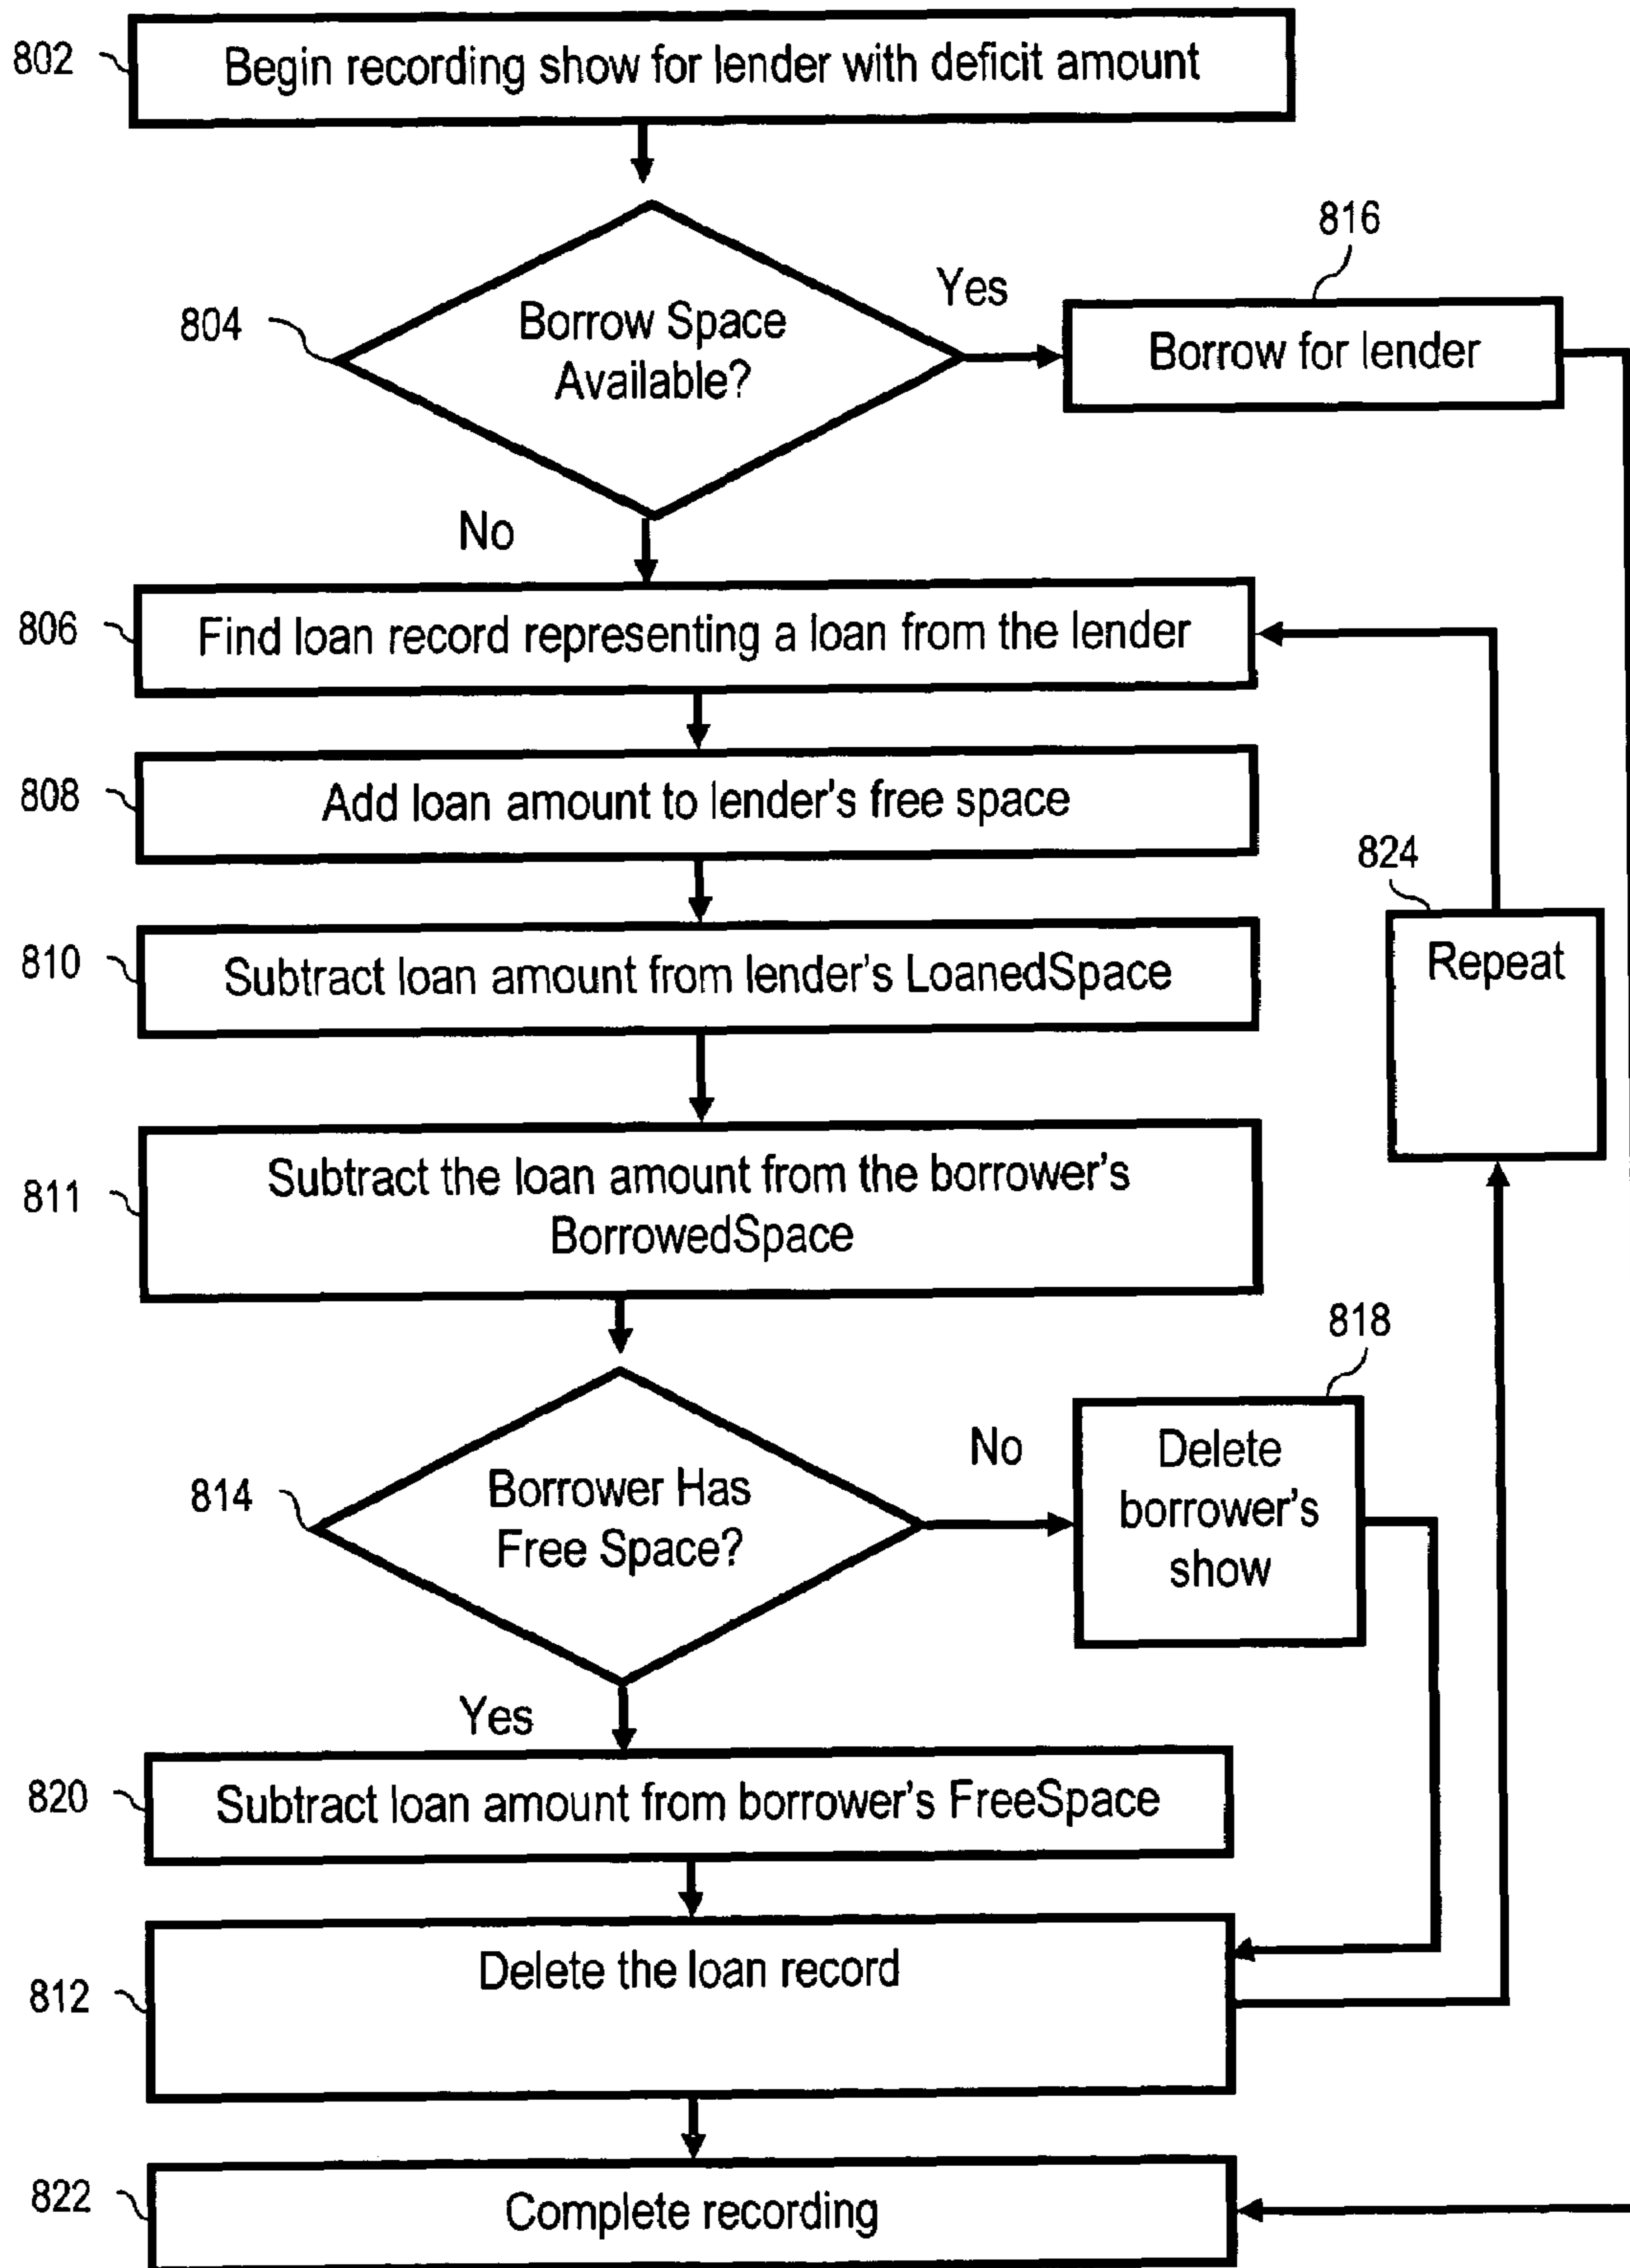 802
Begin recording show for lender with deficit amount
816
804
Borrow Space
Available?
Yes
Borrow for lender
No
806
Find loan record representing a loan from the lender
808
Add loan amount to lender's free space
824
Repeat
810
Subtract loan amount from lender's LoanedSpace
811
Subtract the loan amount from the borrower's
BorrowedSpace
818
814
Borrower Has
Free Space?
No
Delete
borrower's
show
Yes
820
Subtract loan amount from borrower's FreeSpace
812
Delete the loan record
822
Complete recording